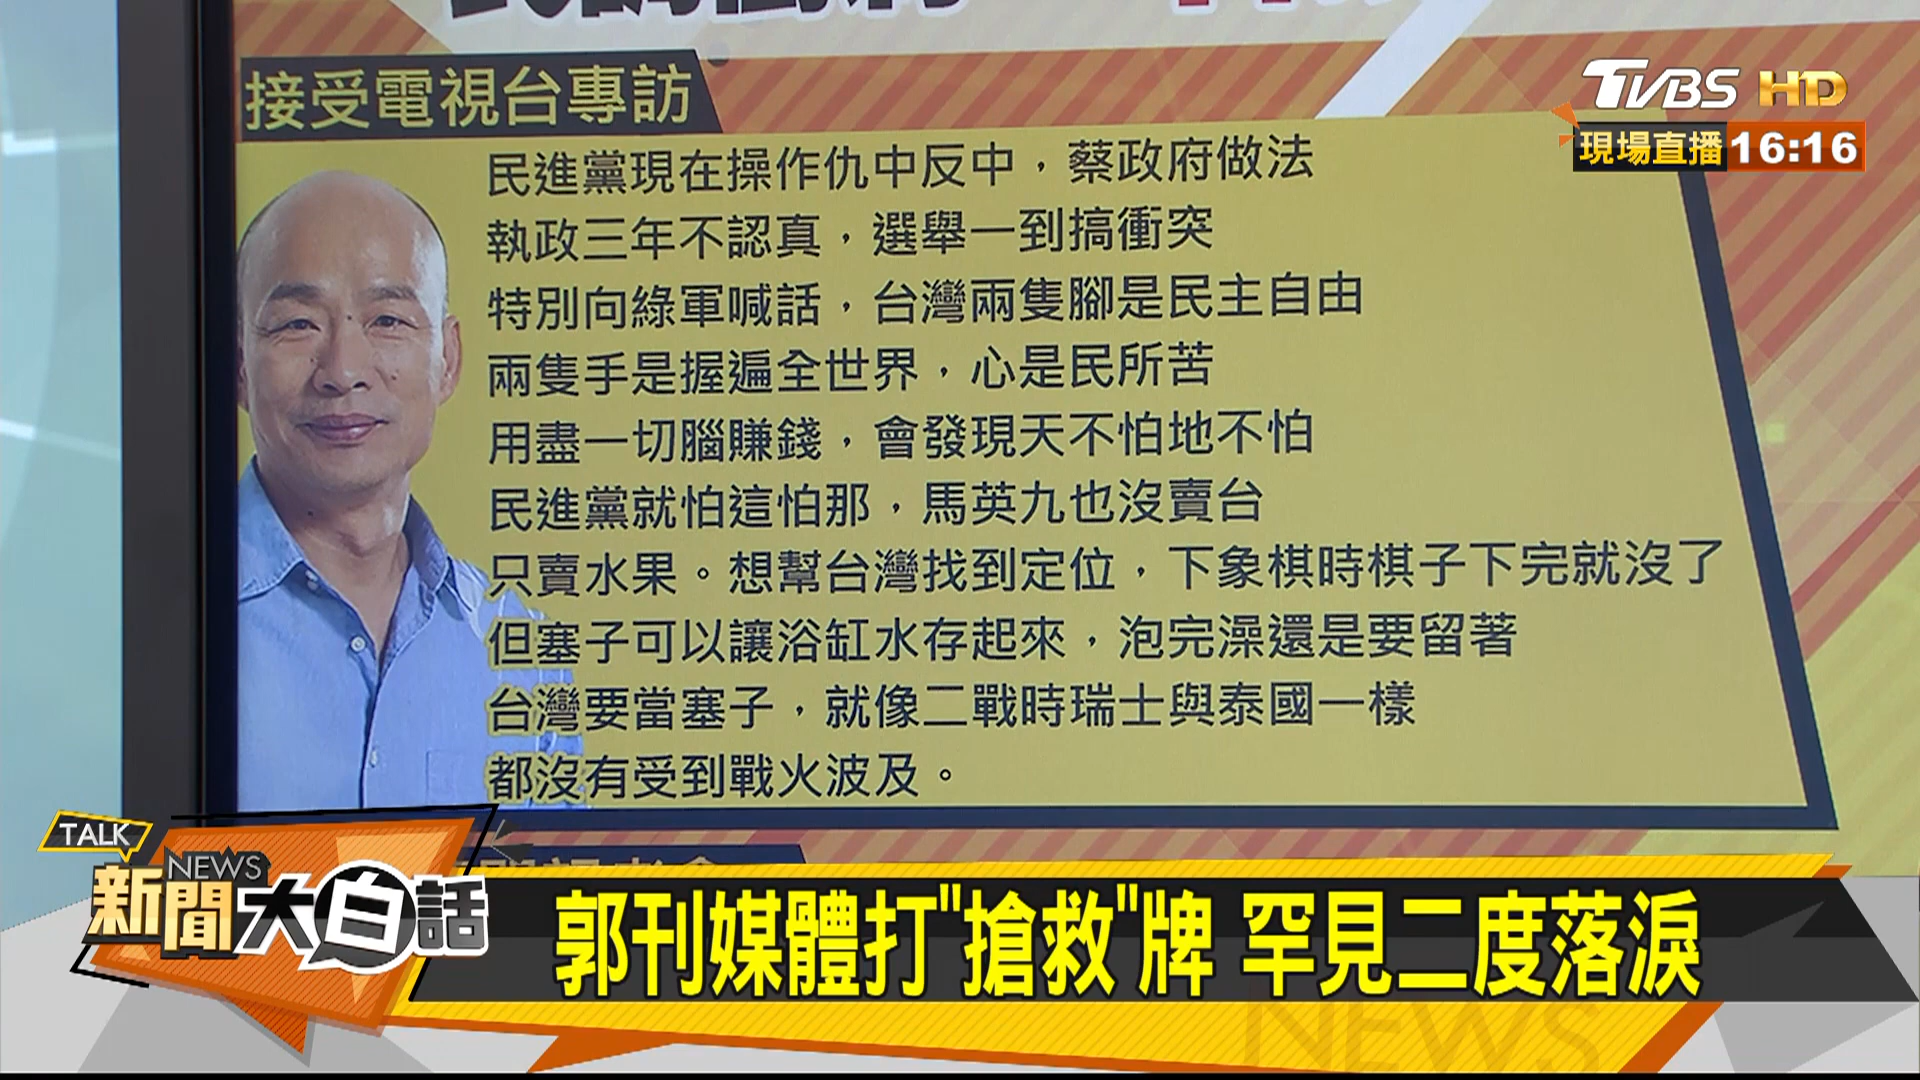 接受電視台專訪
TVBS HD
現場直播 16:16
民進黨現在操作仇中反中，蔡政府做法
執政三年不認真，選舉一到搞衝突
特別向綠軍喊話，台灣兩隻腳是民主自由
兩隻手是握遍全世界，心是民所苦
用盡一切腦賺錢，會發現天不怕地不怕
民進黨就怕這怕那，馬英九也沒賣台
只賣水果。想幫台灣找到定位，下象棋時棋子下完就沒了
但塞子可以讓浴缸水存起來，泡完澡還是要留著
台灣要當塞子，就像二戰時瑞士與泰國一樣
都沒有受到戰火波及。
TALK
NEWS
新聞大白話
郭刊媒體打"搶救"牌 罕見二度落淚
NEWS